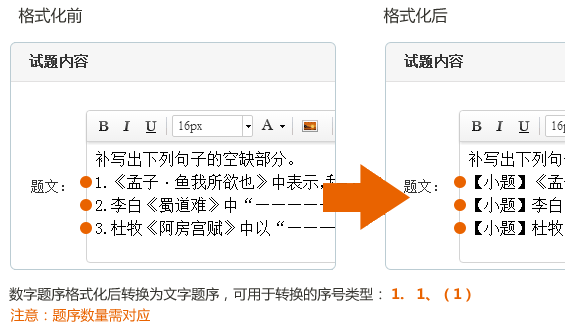 格式化前
格式化后
试题内容
试题内容
B I U 16px A
B I U 16p
题文：
补写出下列句子的空缺部分。
1.《孟子·鱼我所欲也》中表示，
2.李白《蜀道难》中“一一一一
3.杜牧《阿房宫赋》中以“一一一
题文：
补写出下列句
【小题】《孟
【小题】李白
【小题】杜牧
数字题序格式化后转换为文字题序，可用于转换的序号类型： 1. 1、（1）
注意：题序数量需对应